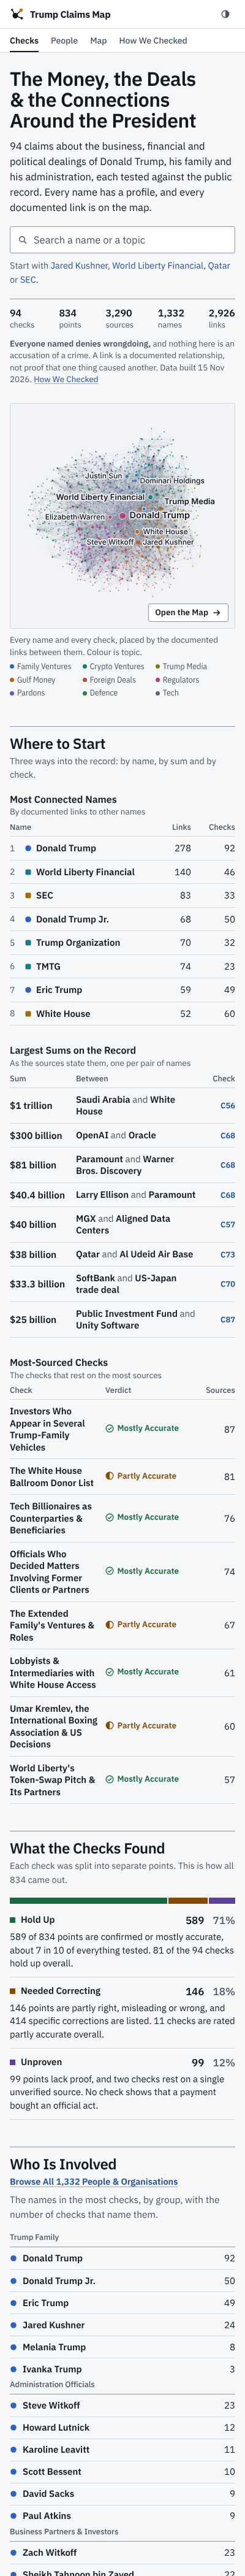 Trump Claims Map
Checks People Map How We Checked
The Money, the Deals
& the Connections
Around the President
94 claims about the business, financial and
political dealings of Donald Trump, his family and
his administration, each tested against the public
record. Every name has a profile, and every
documented link is on the map.
Search a name or a topic
Start with Jared Kushner, World Liberty Financial, Qatar
or SEC.
94 834 3,290 1,332 2,926
checks points sources names links
Everyone named denies wrongdoing, and nothing here is an
accusation of a crime. A link is a documented relationship,
not proof that one thing caused another. Data built 15 Nov
2026. How We Checked
Justin Sun
Dominari Holdings
World Liberty Financial
Trump Media
Elizabeth Warren
Donald Trump
White House
Steve Witkoff
Jared Kushner
Open the Map →
Every name and every check, placed by the documented
links between them. Colour is topic.
Family Ventures Crypto Ventures Trump Media
Gulf Money Foreign Deals Regulators
Pardons Defence Tech
Where to Start
Three ways into the record: by name, by sum and by
check.
Most Connected Names
By documented links to other names
Name Links Checks
1 Donald Trump 278 92
2 World Liberty Financial 140 46
3 SEC 83 33
4 Donald Trump Jr. 68 50
5 Trump Organization 70 32
6 TMTG 74 23
7 Eric Trump 59 49
8 White House 52 60
Largest Sums on the Record
As the sources state them, one per pair of names
Sum Between Check
$1 trillion Saudi Arabia and White
House C56
$300 billion OpenAI and Oracle C68
$81 billion Paramount and Warner
Bros. Discovery C68
$40.4 billion Larry Ellison and Paramount C68
$40 billion MGX and Aligned Data
Centers C57
$38 billion Qatar and Al Udeid Air Base C73
$33.3 billion SoftBank and US-Japan
trade deal C70
$25 billion Public Investment Fund and
Unity Software C87
Most-Sourced Checks
The checks that rest on the most sources
Check Verdict Sources
Investors Who
Appear in Several
Trump-Family
Vehicles Mostly Accurate 87
The White House
Ballroom Donor List Partly Accurate 81
Tech Billionaires as
Counterparties &
Beneficiaries Mostly Accurate 76
Officials Who
Decided Matters
Involving Former
Clients or Partners Mostly Accurate 74
The Extended
Family's Ventures &
Roles Partly Accurate 67
Lobbyists &
Intermediaries with
White House Access Mostly Accurate 61
Umar Kremlev, the
International Boxing
Association & US
Decisions Partly Accurate 60
World Liberty's
Token-Swap Pitch &
Its Partners Mostly Accurate 57
What the Checks Found
Each check was split into separate points. This is how all
834 came out.
Hold Up 589 71%
589 of 834 points are confirmed or mostly accurate,
about 7 in 10 of everything tested. 81 of the 94 checks
hold up overall.
Needed Correcting 146 18%
146 points are partly right, misleading or wrong, and
414 specific corrections are listed. 11 checks are rated
partly accurate overall.
Unproven 99 12%
99 points lack proof, and two checks rest on a single
unverified source. No check shows that a payment
bought an official act.
Who Is Involved
Browse All 1,332 People & Organisations
The names in the most checks, by group, with the
number of checks that name them.
Trump Family
Donald Trump 92
Donald Trump Jr. 50
Eric Trump 49
Jared Kushner 24
Melania Trump 8
Ivanka Trump 3
Administration Officials
Steve Witkoff 23
Howard Lutnick 12
Karoline Leavitt 11
Scott Bessent 10
David Sacks 9
Paul Atkins 9
Business Partners & Investors
Zach Witkoff 23
Sheikh Tahnoon bin Zayed 22